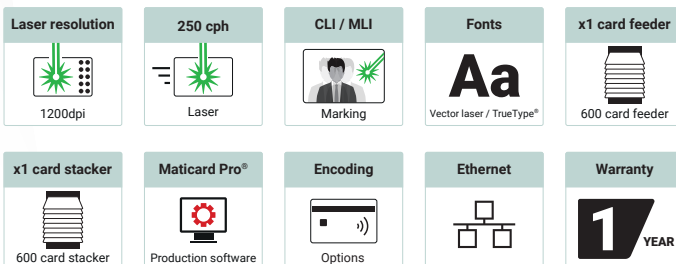 Laser resolution
1200dpi
250 cph
Laser
CLI / MLI
Marking
Fonts
Aa
Vector laser / TrueType®
x1 card feeder
600 card feeder
x1 card stacker
600 card stacker
Maticard Pro®
Production software
Encoding
Options
Ethernet
Warranty
1 YEAR